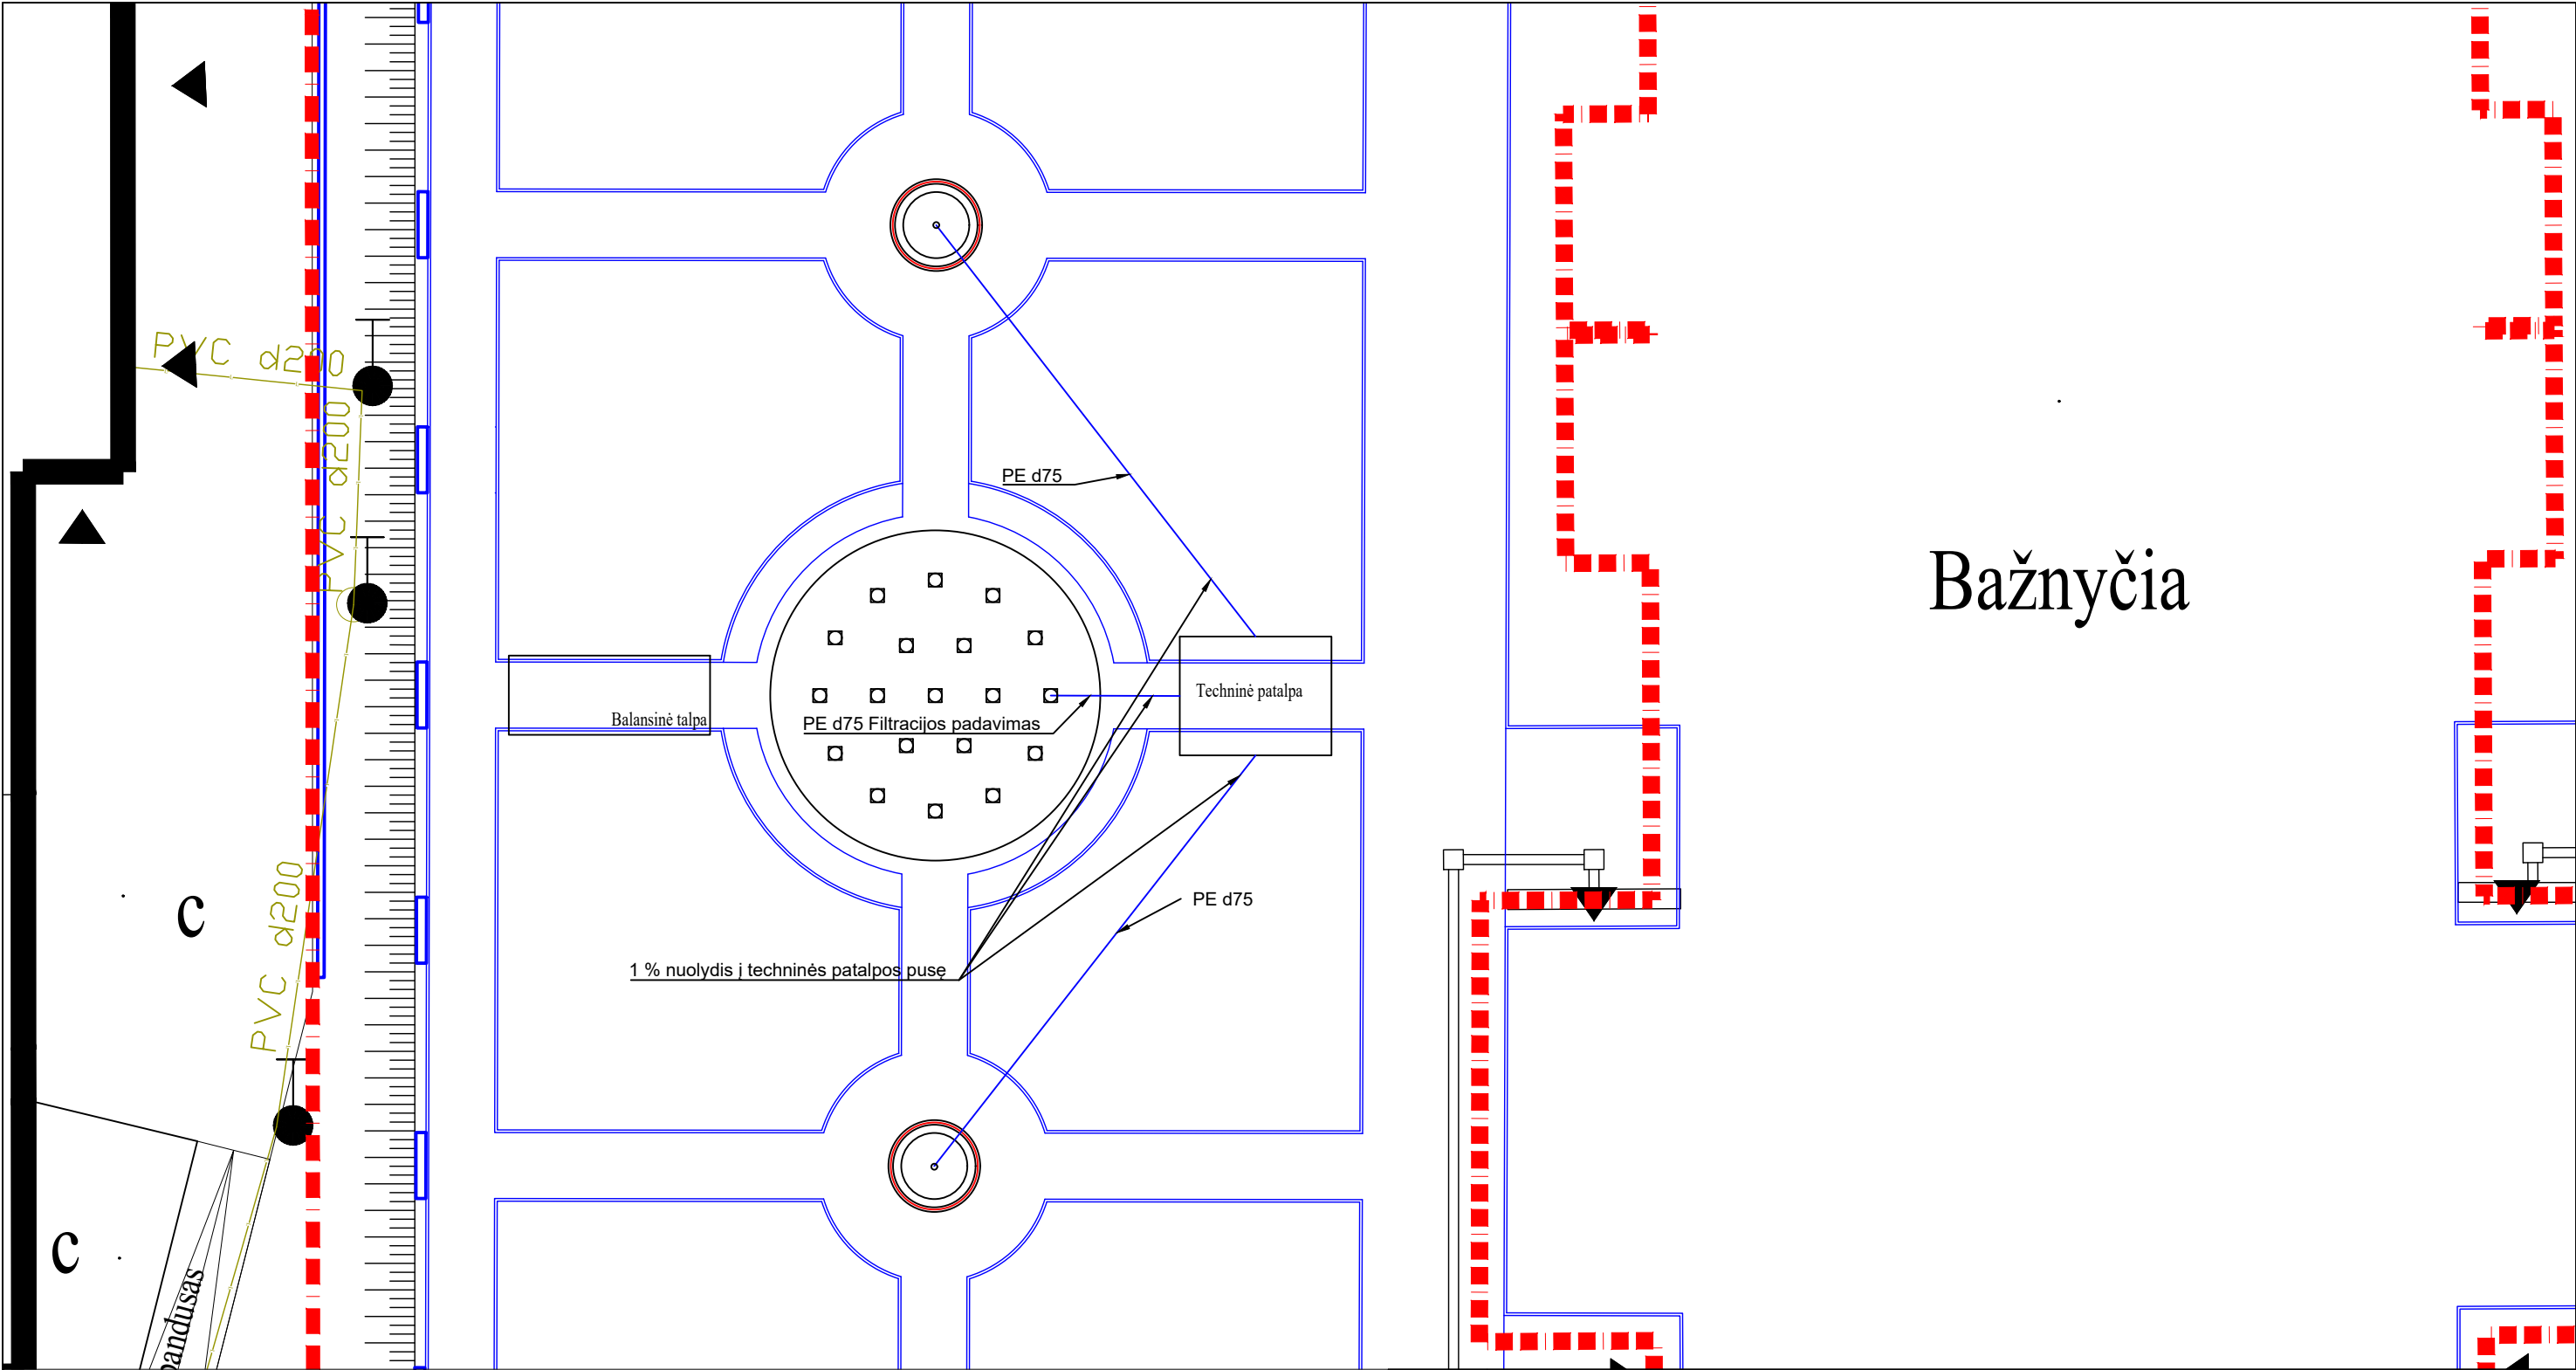 PVC d200
PVC d200
PE d75
Bažnyčia
Techninė patalpa
Balansinė talpa
PE d75 Filtracijos padavimas
PVC d200
PE d75
c
1 % nuolydis į techninės patalpos pusę
c
pandusas